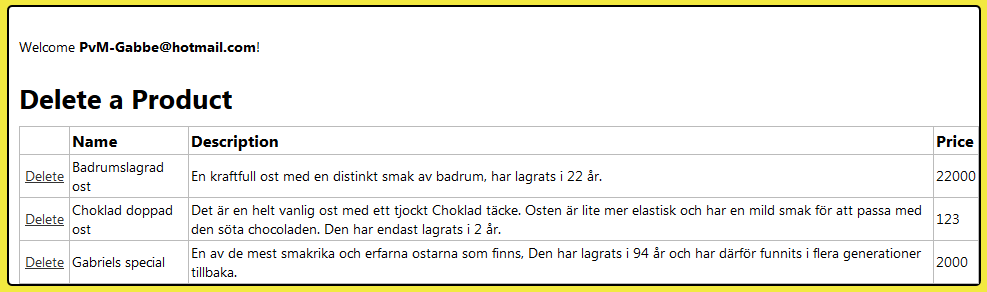 Welcome PvM-Gabbe@hotmail.com!
Delete a Product
Name Description Price
Delete Badrumslagrad ost En kraftfull ost med en distinkt smak av badrum, har lagrats i 22 år. 22000
Delete Choklad doppad ost Det är en helt vanlig ost med ett tjockt Choklad täcke. Osten är lite mer elastisk och har en mild smak för att passa med
den söta chocoladen. Den har endast lagrats i 2 år. 123
Delete Gabriels special En av de mest smakrika och erfarna ostarna som finns, Den har lagrats i 94 år och har därför funnits i flera generationer
tillbaka. 2000